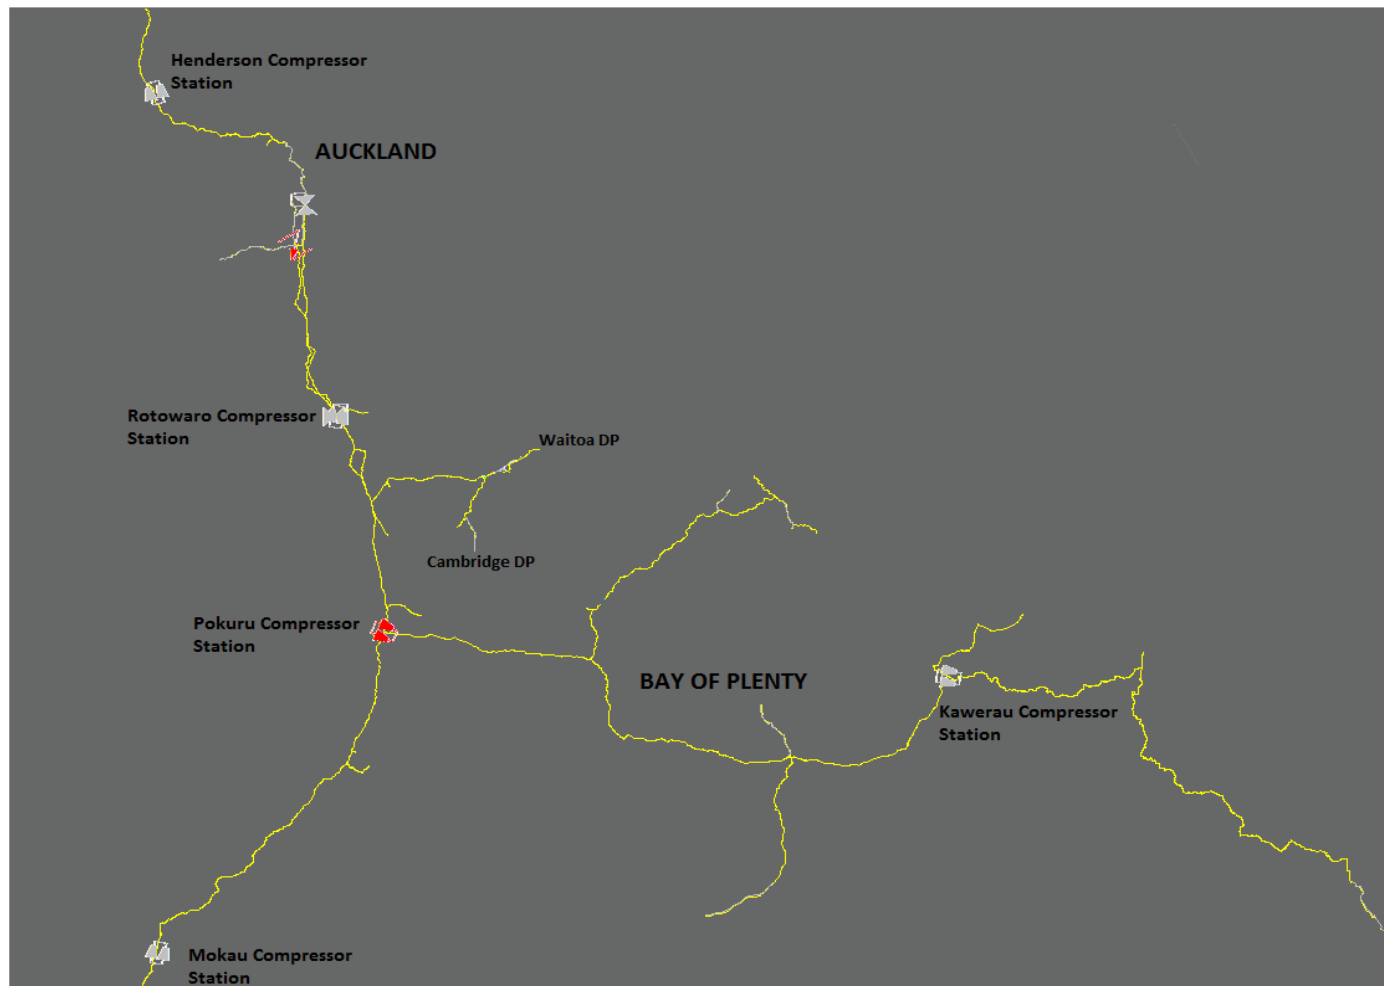 Henderson Compressor
Station
AUCKLAND
Rotowaro Compressor
Station
Waitoa DP
Cambridge DP
Pokuru Compressor
Station
BAY OF PLENTY
Kawerau Compressor
Station
Mokau Compressor
Station